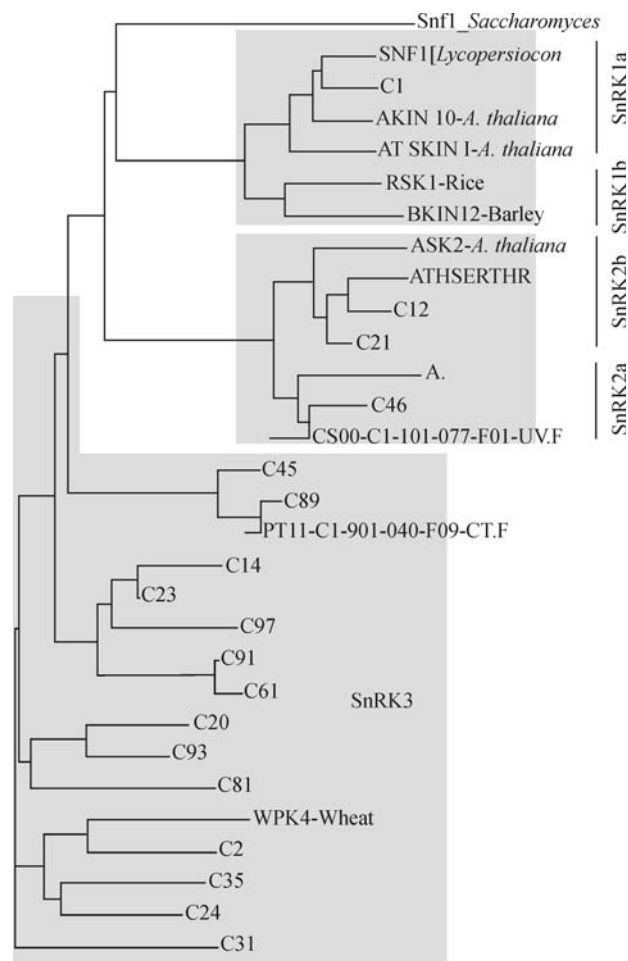 Snf1_Saccharomyces
SNF1[Lycopersiocon
C1
AKIN 10-A. thaliana
AT SKIN I-A. thaliana
SnRK1a
RSK1-Rice
BKIN12-Barley
SnRK1b
ASK2-A. thaliana
ATHSERTHR
C12
C21
SnRK2b
A.
C46
CS00-C1-101-077-F01-UV.F
SnRK2a
C45
C89
PT11-C1-901-040-F09-CT.F
C14
C23
C97
C91
C61
SnRK3
C20
C93
C81
WPK4-Wheat
C2
C35
C24
C31